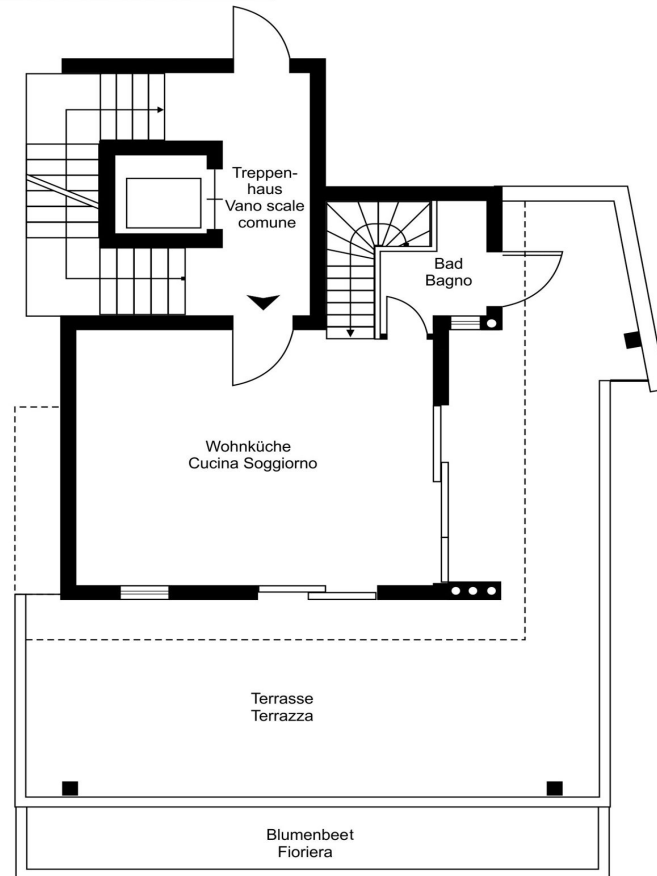 Treppen-
haus
Vano scale
comune
Bad
Bagno
Wohnküche
Cucina Soggiorno
Terrasse
Terrazza
Blumenbeet
Fioriera